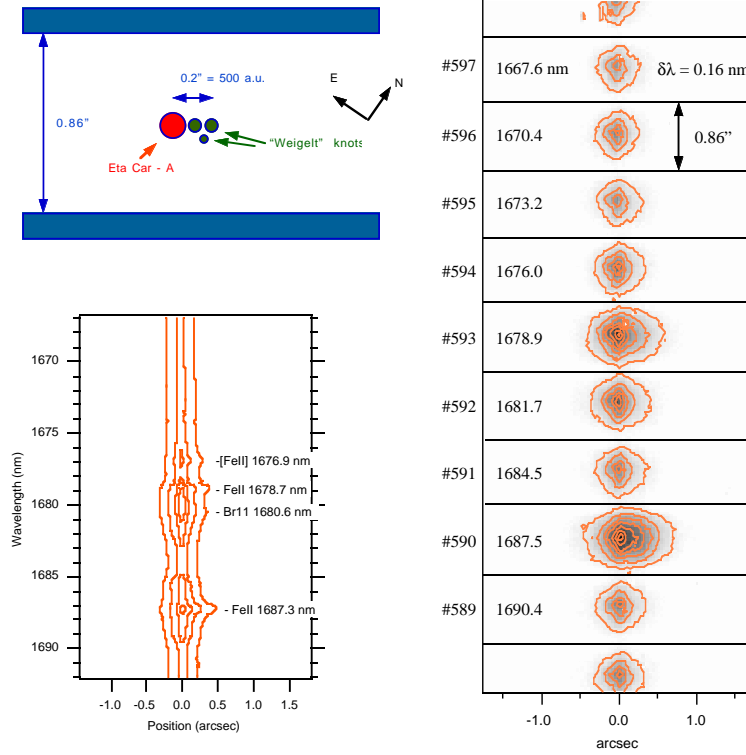 0.86"
0.2" = 500 a.u.
E
N
"Weigelt" knots
Eta Car - A
Wavelength (nm)
1670
1675
1680
1685
1690
-[FeII] 1676.9 nm
- FeII 1678.7 nm
- Br11 1680.6 nm
- FeII 1687.3 nm
-1.0 -0.5 0.0 0.5 1.0 1.5
Position (arcsec)
#597 1667.6 nm δλ = 0.16 nm
#596 1670.4 0.86”
#595 1673.2
#594 1676.0
#593 1678.9
#592 1681.7
#591 1684.5
#590 1687.5
#589 1690.4
-1.0 0.0 1.0
arcsec